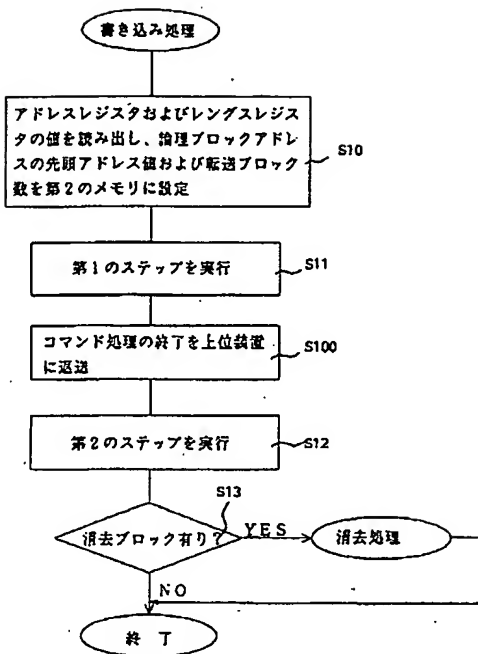 書き込み処理
アドレスレジスタおよびレングスレジス
タの値を読み出し、論理ブロックアドレ
スの先頭アドレス値および転送ブロック
数を第2のメモリに設定
S10
第1のステップを実行
S11
コマンド処理の終了を上位装置
に返送
S100
第2のステップを実行
S12
S13
消去ブロック有り?
YES
消去処理
NO
終 了